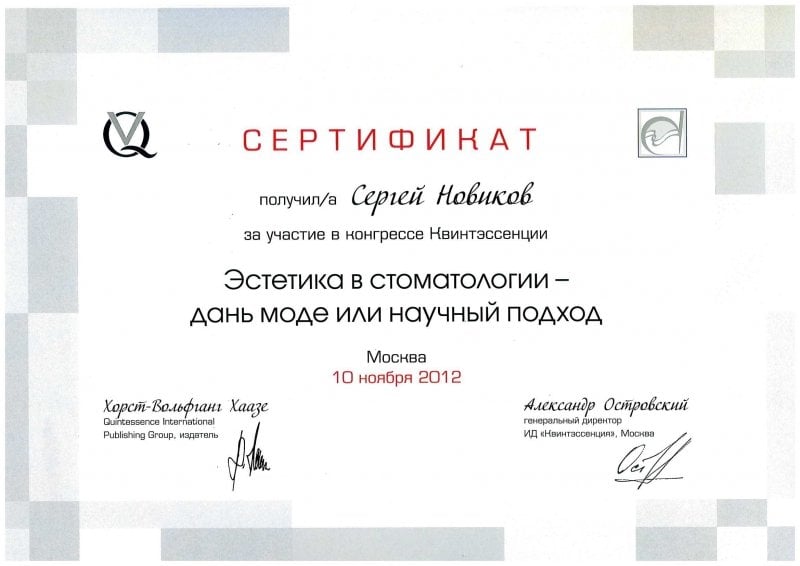 СЕРТИФИКАТ
получил/а Сергей Новиков
за участие в конгрессе Квинтэссенции
Эстетика в стоматологии –
дань моде или научный подход
Москва
10 ноября 2012
Хорст-Вольфганг Хаазе
Quintessence International
Publishing Group, издатель
Александр Островский
генеральный директор
ИД «Квинтэссенция», Москва